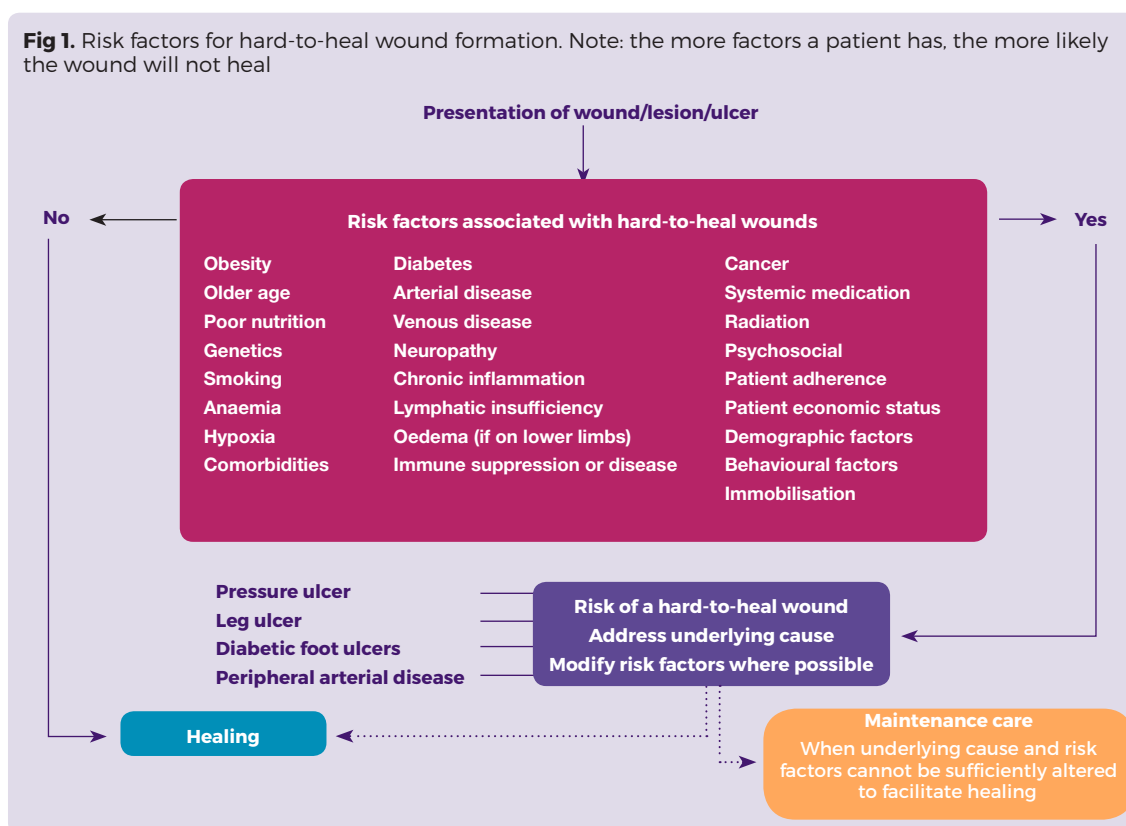 Fig 1. Risk factors for hard-to-heal wound formation. Note: the more factors a patient has, the more likely
the wound will not heal
Presentation of wound/lesion/ulcer
No
Yes
Risk factors associated with hard-to-heal wounds
Obesity
Older age
Poor nutrition
Genetics
Smoking
Anaemia
Hypoxia
Comorbidities
Diabetes
Arterial disease
Venous disease
Neuropathy
Chronic inflammation
Lymphatic insufficiency
Oedema (if on lower limbs)
Immune suppression or disease
Cancer
Systemic medication
Radiation
Psychosocial
Patient adherence
Patient economic status
Demographic factors
Behavioural factors
Immobilisation
Pressure ulcer
Leg ulcer
Diabetic foot ulcers
Peripheral arterial disease
Risk of a hard-to-heal wound
Address underlying cause
Modify risk factors where possible
Healing
Maintenance care
When underlying cause and risk
factors cannot be sufficiently altered
to facilitate healing